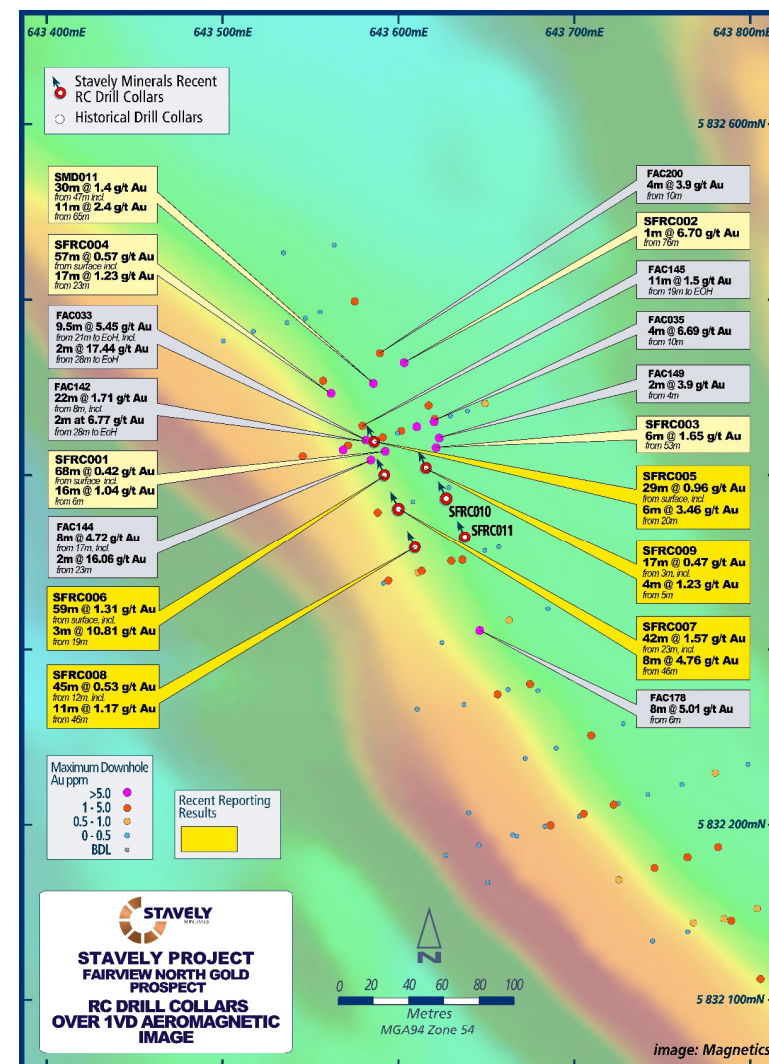 643 400mE
643 500mE
643 600mE
643 700mE
643 800mE
Stavely Minerals Recent
RC Drill Collars
Historical Drill Collars
5 832 600mN
SMD011
30m @ 1.4 g/t Au
from 47m incl.
11m @ 2.4 g/t Au
from 65m
SFRC004
57m @ 0.57 g/t Au
from surface incl.
17m @ 1.23 g/t Au
from 23m
FAC033
9.5m @ 5.45 g/t Au
from 21m to EoH, Incl.
2m @ 17.44 g/t Au
from 28m to EoH
FAC142
22m @ 1.71 g/t Au
from 8m, Incl.
2m at 6.77 g/t Au
from 28m to EoH
SFRC001
68m @ 0.42 g/t Au
from surface incl.
16m @ 1.04 g/t Au
from 6m
FAC144
8m @ 4.72 g/t Au
from 17m, Incl.
2m @ 16.06 g/t Au
from 23m
SFRC006
59m @ 1.31 g/t Au
from surface, incl.
3m @ 10.81 g/t Au
from 19m
SFRC008
45m @ 0.53 g/t Au
from 12m, incl.
11m @ 1.17 g/t Au
from 46m
FAC200
4m @ 3.9 g/t Au
from 10m
SFRC002
1m @ 6.70 g/t Au
from 76m
FAC145
11m @ 1.5 g/t Au
from 19m to EOH
FAC035
4m @ 6.69 g/t Au
from 10m
FAC149
2m @ 3.9 g/t Au
from 4m
SFRC003
6m @ 1.65 g/t Au
from 53m
SFRC005
29m @ 0.96 g/t Au
from surface, incl.
6m @ 3.46 g/t Au
from 20m
SFRC009
17m @ 0.47 g/t Au
from 3m, incl.
4m @ 1.23 g/t Au
from 5m
SFRC007
42m @ 1.57 g/t Au
from 23m, incl.
8m @ 4.76 g/t Au
from 46m
FAC178
8m @ 5.01 g/t Au
from 6m
SFRC010
SFRC011
Maximum Downhole
Au ppm
>5.0
1 - 5.0
0.5 - 1.0
0 - 0.5
BDL
Recent Reporting
Results
5 832 200mN
STAVELY
MINERALS
STAVELY PROJECT
FAIRVIEW NORTH GOLD
PROSPECT
RC DRILL COLLARS
OVER 1VD AEROMAGNETIC
IMAGE
N
0 20 40 60 80 100
Metres
MGA94 Zone 54
5 832 100mN
image: Magnetics